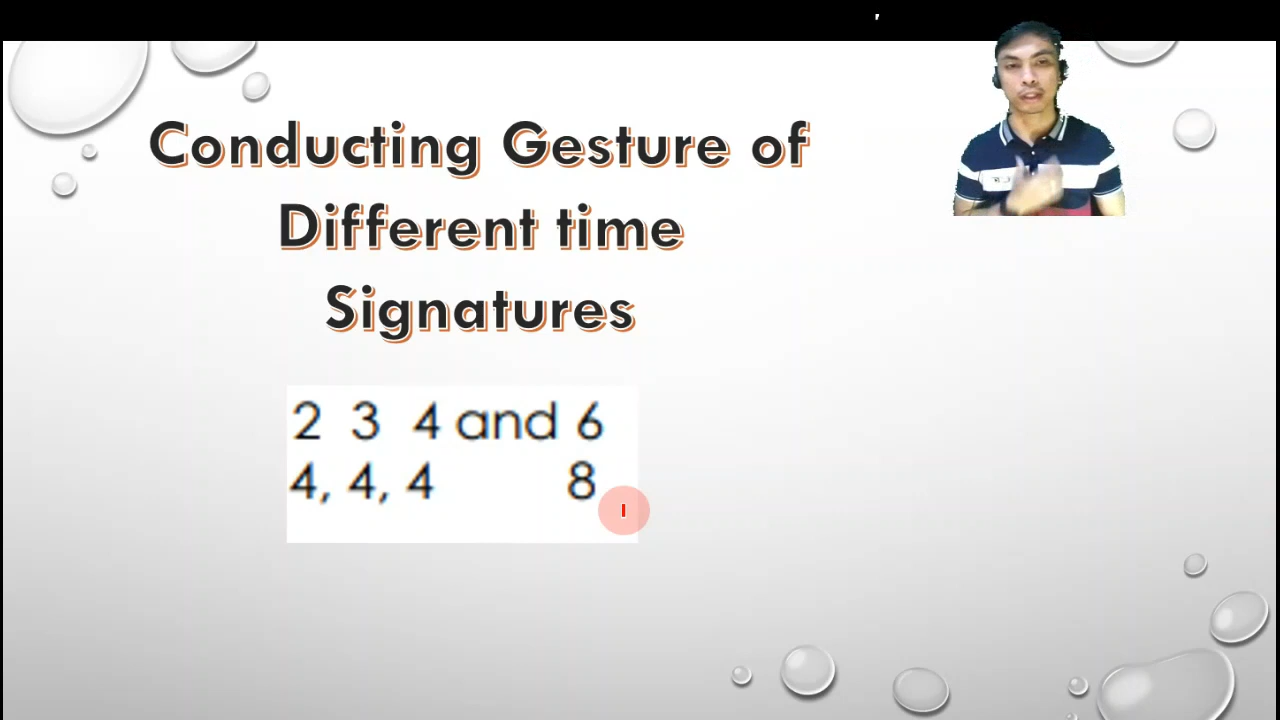 Conducting Gesture of
Different time
Signatures
2 3 4 and 6
4, 4, 4 8